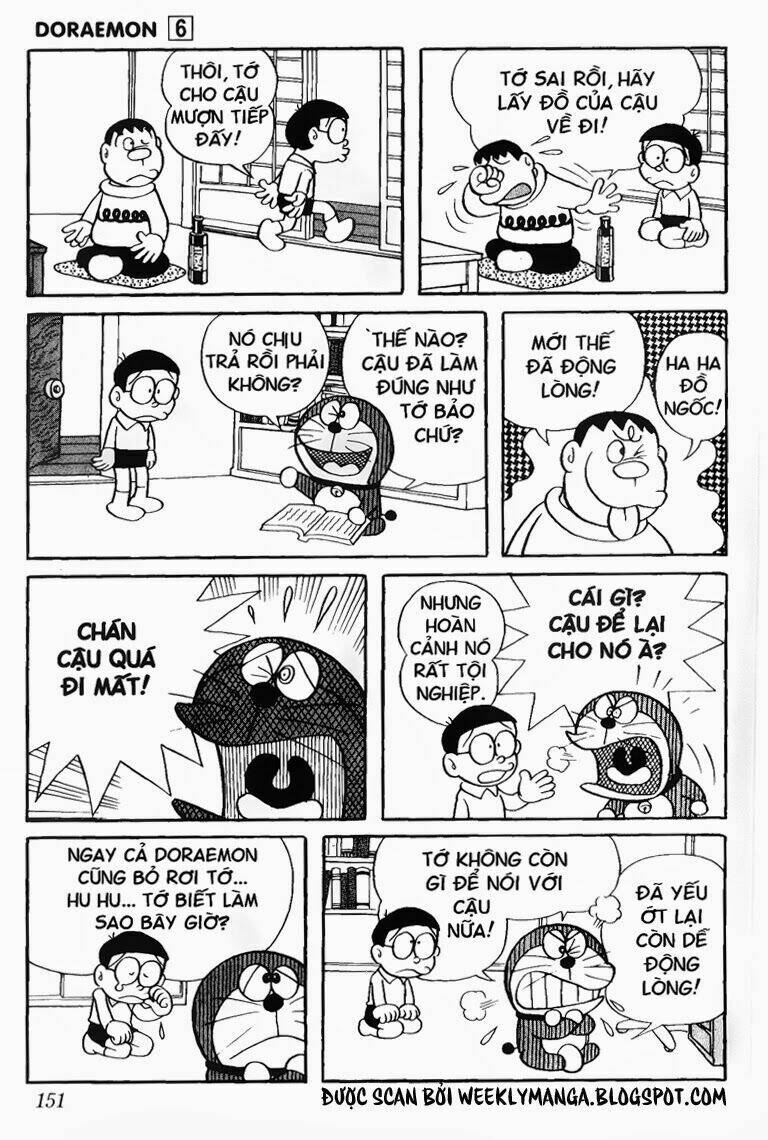 DORAEMON 6
TỚ SAI RỒI, HÃY
LẤY ĐỒ CỦA CẬU
VỀ ĐI!
THÔI, TỚ
CHO CẬU
MƯỢN TIẾP
ĐẤY!
HA HA
ĐỒ
NGỐC!
MỚI THẾ
ĐÃ ĐỘNG
LÒNG!
THẾ NÀO?
CẬU ĐÃ LÀM
ĐÚNG NHƯ
TỚ BẢO
CHỨ?
NÓ CHỊU
TRẢ RỒI PHẢI
KHÔNG?
CÁI GÌ?
CẬU ĐỂ LẠI
CHO NÓ À?
NHƯNG
HOÀN
CẢNH NÓ
RẤT TỘI
NGHIỆP.
CHÁN
CẬU QUÁ
ĐI MẤT!
ĐÃ YẾU
ỚT LẠI
CÒN DỄ
ĐỘNG
LÒNG!
TỚ KHÔNG CÒN
GÌ ĐỂ NÓI VỚI
CẬU
NỮA!
NGAY CẢ DORAEMON
CŨNG BỎ RƠI TỚ...
HU HU... TỚ BIẾT LÀM
SAO BÂY GIỜ?
151
ĐƯỢC SCAN BỞI WEEKLYMANGA.BLOGSPOT.COM